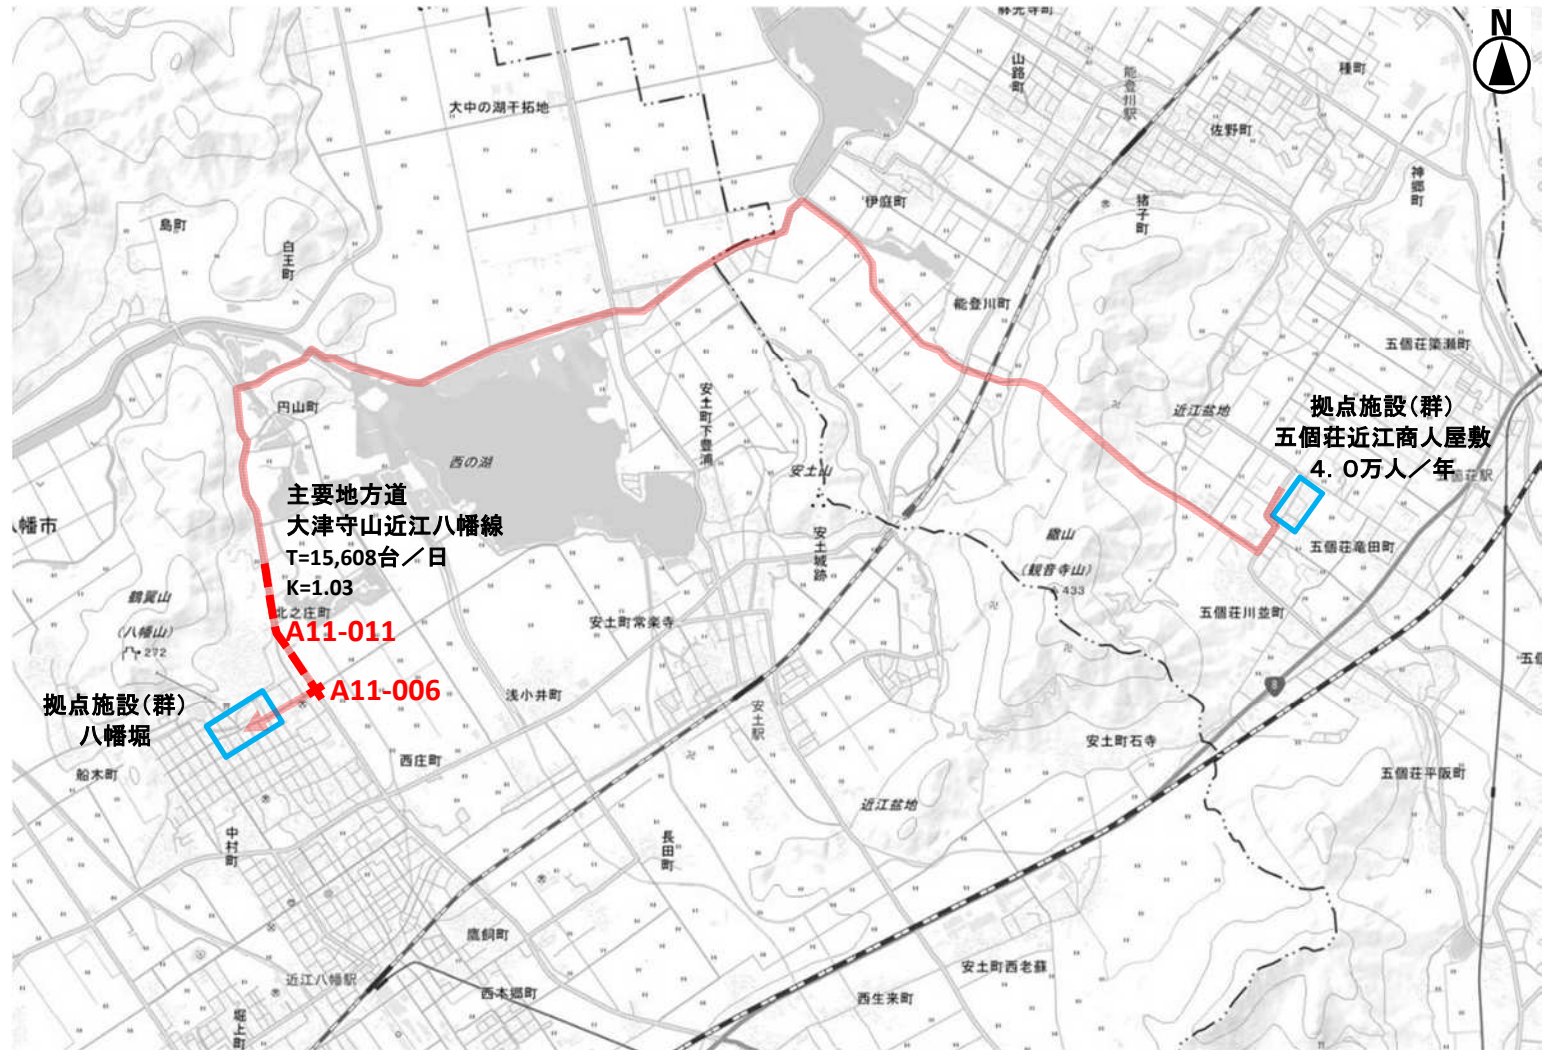 N
躰光寺町
山路町
能登川駅
種町
大中の湖干拓地
佐野町
神郷町
伊庭町
猪子町
島町
白王町
能登川町
五個荘簗瀬町
円山町
安土町下豊浦
近江盆地
拠点施設（群）
五個荘近江商人屋敷
4．0万人／年
五個荘駅
西の湖
安土山
主要地方道
大津守山近江八幡線
T=15,608台／日
K=1.03
八幡市
安土城跡
繖山
（観音寺山）
433
五個荘竜田町
鶴翼山
（八幡山）
272
北之庄町
A11-011
安土町常楽寺
五個荘川並町
A11-006
拠点施設（群）
八幡堀
浅小井町
安土駅
8
安土町石寺
船木町
西庄町
五個荘平阪町
近江盆地
中村町
長田町
鷹飼町
安土町西老蘇
近江八幡駅
西本郷町
西生来町
堀上町